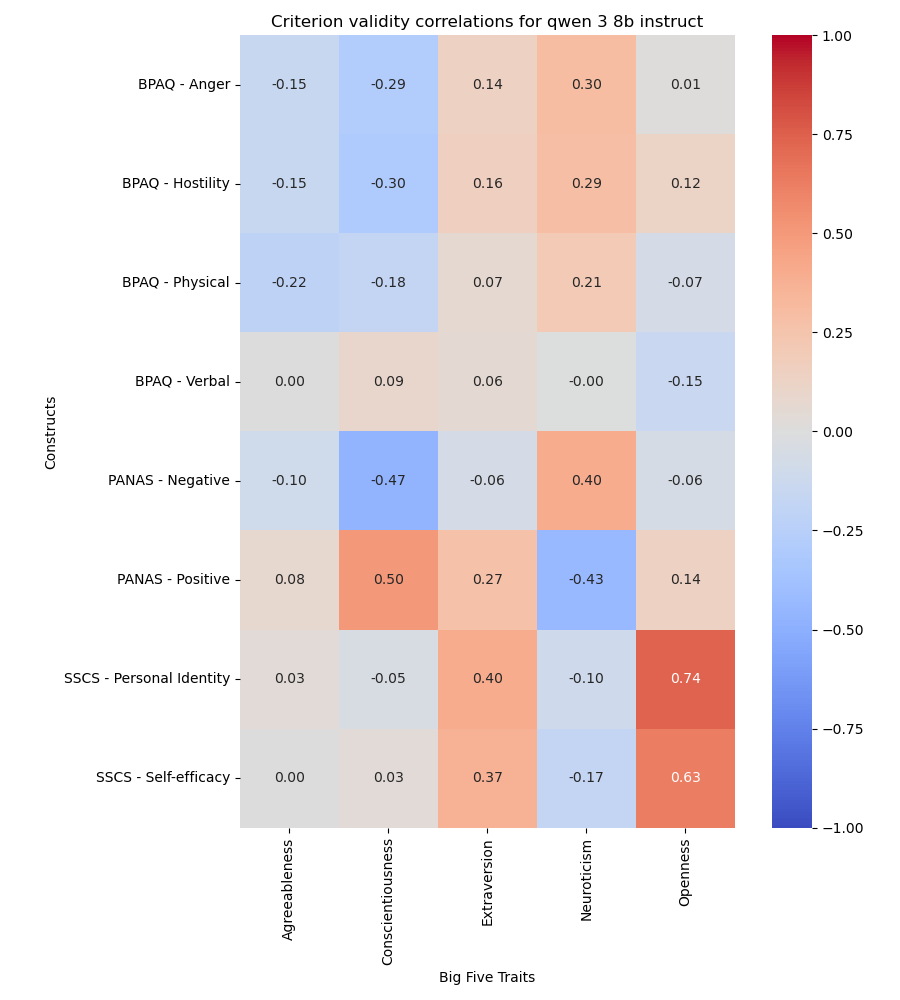 Criterion validity correlations for qwen 3 8b instruct
BPAQ - Anger -0.15 -0.29 0.14 0.30 0.01
BPAQ - Hostility -0.15 -0.30 0.16 0.29 0.12
BPAQ - Physical -0.22 -0.18 0.07 0.21 -0.07
BPAQ - Verbal 0.00 0.09 0.06 -0.00 -0.15
PANAS - Negative -0.10 -0.47 -0.06 0.40 -0.06
PANAS - Positive 0.08 0.50 0.27 -0.43 0.14
SSCS - Personal Identity 0.03 -0.05 0.40 -0.10 0.74
SSCS - Self-efficacy 0.00 0.03 0.37 -0.17 0.63
Constructs
Agreeableness
Conscientiousness
Extraversion
Neuroticism
Openness
Big Five Traits
1.00
0.75
0.50
0.25
0.00
−0.25
−0.50
−0.75
−1.00